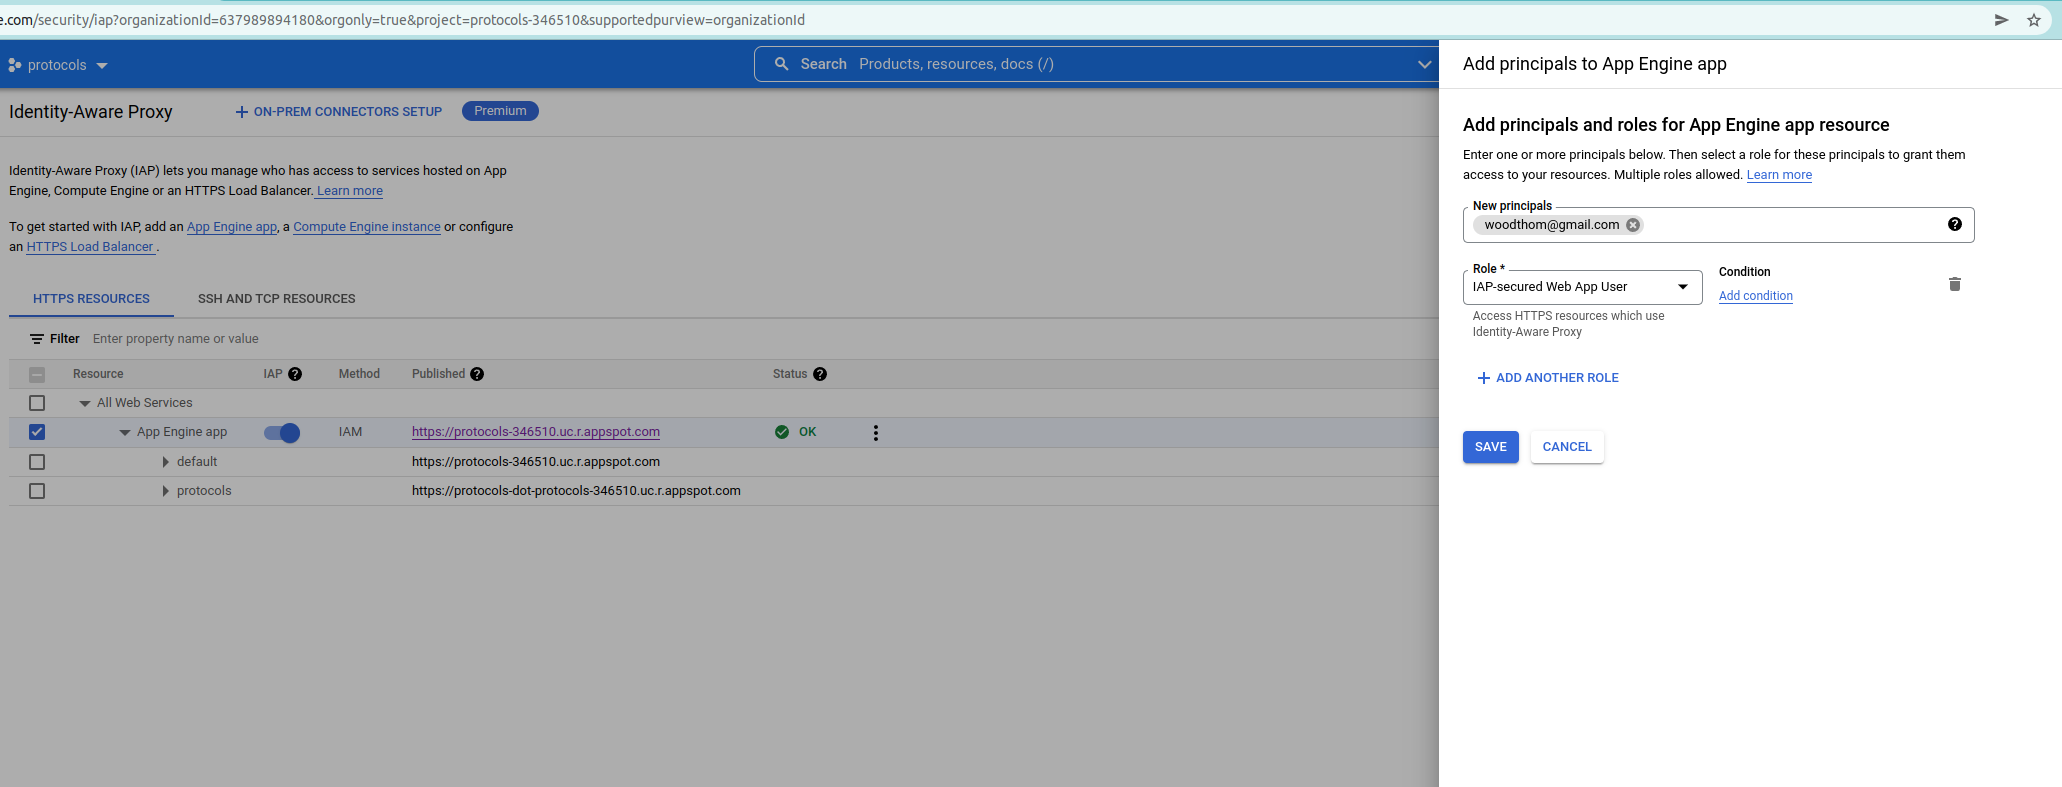 e.com/security/iap?organizationId=637989894180&orgonly=true&project=protocols-346510&supportedpurview=organizationId
protocols
Search Products, resources, docs (/)
Identity-Aware Proxy
ON-PREM CONNECTORS SETUP
Premium
Identity-Aware Proxy (IAP) lets you manage who has access to services hosted on App
Engine, Compute Engine or an HTTPS Load Balancer. Learn more
To get started with IAP, add an App Engine app, a Compute Engine instance or configure
an HTTPS Load Balancer .
HTTPS RESOURCES SSH AND TCP RESOURCES
Filter Enter property name or value
Resource IAP Method Published Status
All Web Services
App Engine app IAM https://protocols-346510.uc.r.appspot.com OK
default https://protocols-346510.uc.r.appspot.com
protocols https://protocols-dot-protocols-346510.uc.r.appspot.com
Add principals to App Engine app
Add principals and roles for App Engine app resource
Enter one or more principals below. Then select a role for these principals to grant them
access to your resources. Multiple roles allowed. Learn more
New principals
woodthom@gmail.com
Role *
IAP-secured Web App User
Condition
Add condition
Access HTTPS resources which use
Identity-Aware Proxy
ADD ANOTHER ROLE
SAVE CANCEL